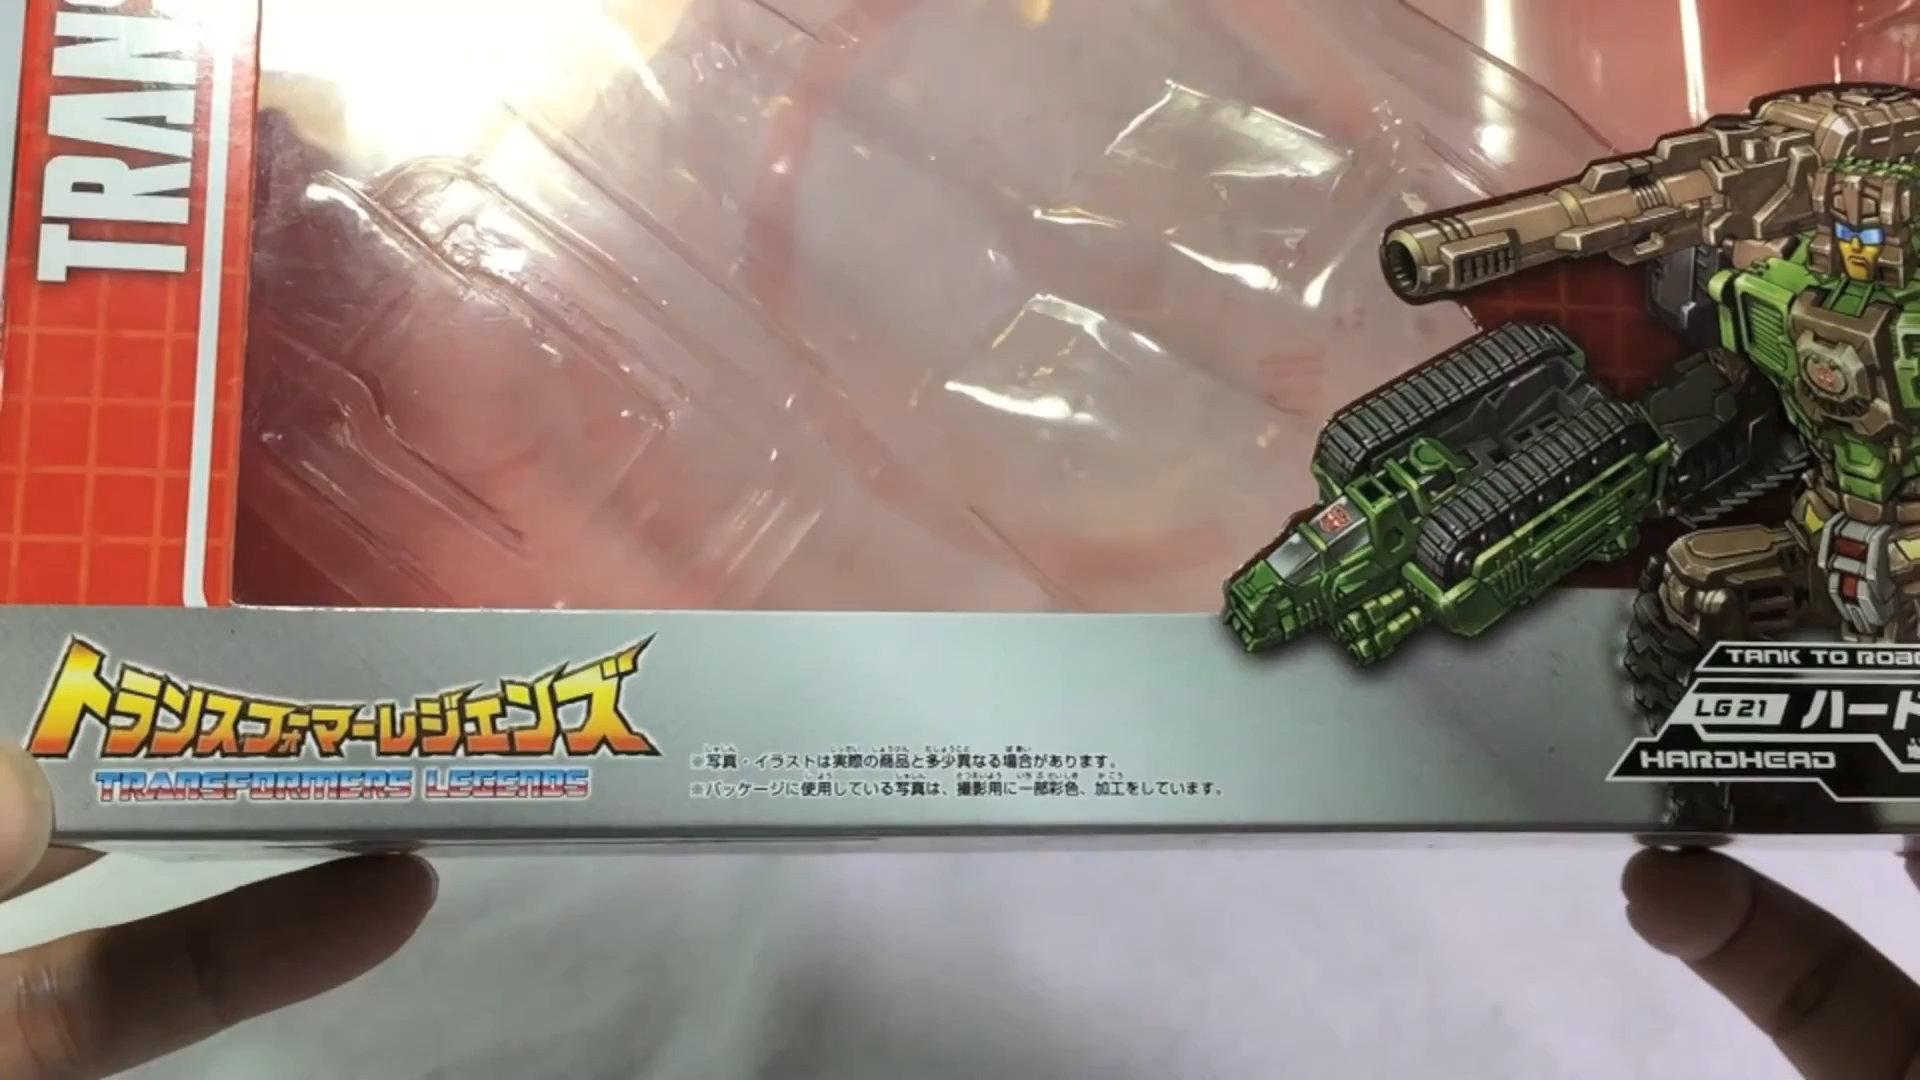 TRAN
トランスフォーマーレジェンズ
TRANSFORMERS LEGENDS
※写真・イラストは実際の商品と多少異なる場合があります。
※パッケージに使用している写真は、撮影用に一部彩色、加工をしています。
TANK TO ROBO
LG21 ハード
HARDHEAD